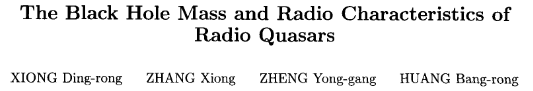 The Black Hole Mass and Radio Characteristics of
Radio Quasars
XIONG Ding-rong ZHANG Xiong ZHENG Yong-gang HUANG Bang-rong